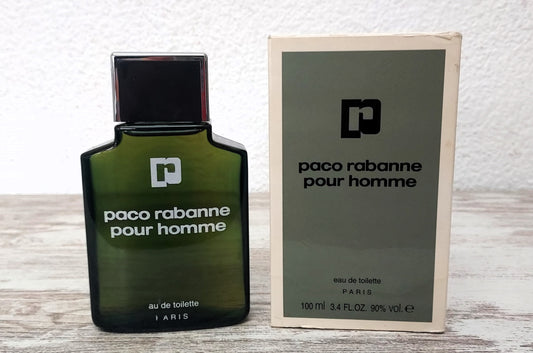 paco rabanne
pour homme
eau de toilette
PARIS
paco rabanne
pour homme
eau de toilette
PARIS
100 ml 3.4 FL.OZ. 90% vol. e